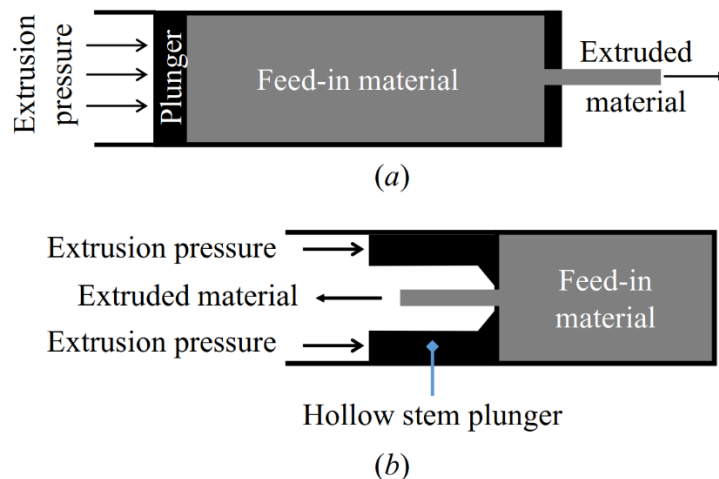 Extrusion
pressure
Plunger
Feed-in material
Extruded
material
(a)
Extrusion pressure
Extruded material
Extrusion pressure
Feed-in
material
Hollow stem plunger
(b)